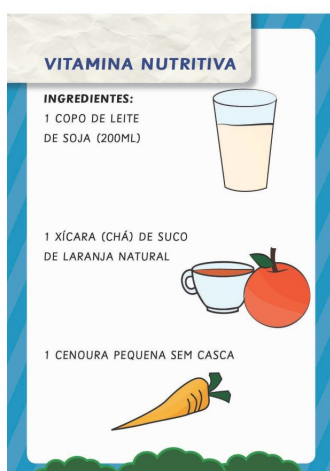 VITAMINA NUTRITIVA
INGREDIENTES:
1 COPO DE LEITE
DE SOJA (200ML)
1 XÍCARA (CHÁ) DE SUCO
DE LARANJA NATURAL
1 CENOURA PEQUENA SEM CASCA